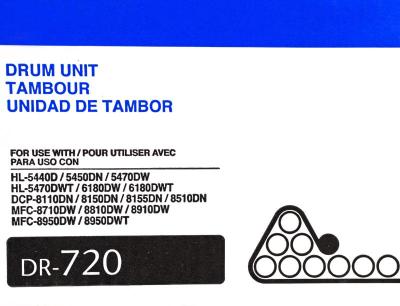 DRUM UNIT
TAMBOUR
UNIDAD DE TAMBOR
FOR USE WITH / POUR UTILISER AVEC
PARA USO CON
HL-5440D / 5450DN / 5470DW
HL-5470DWT / 6180DW / 6180DWT
DCP-8110DN / 8150DN / 8155DN / 8510DN
MFC-8710DW / 8810DW / 8910DW
MFC-8950DW / 8950DWT
DR-720